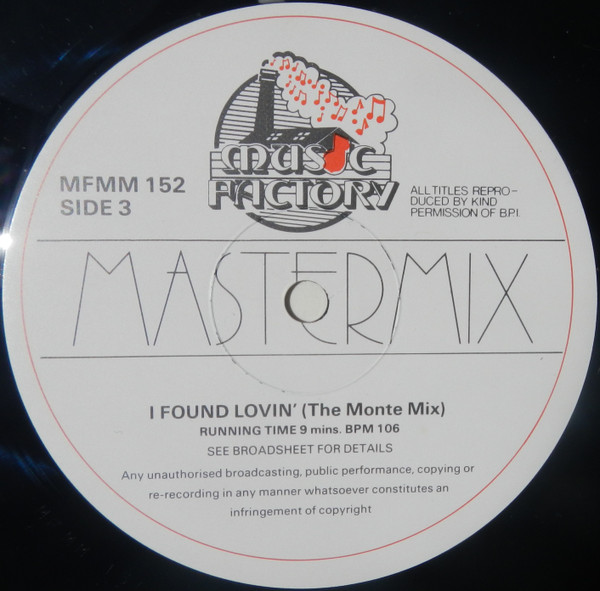 MUSIC
FACTORY
MFMM 152
SIDE 3
ALL TITLES REPRO-
DUCED BY KIND
PERMISSION OF B.P.I.
MASTERMIX
I FOUND LOVIN' (The Monte Mix)
RUNNING TIME 9 mins. BPM 106
SEE BROADSHEET FOR DETAILS
Any unauthorised broadcasting, public performance, copying or
re-recording in any manner whatsoever constitutes an
infringement of copyright